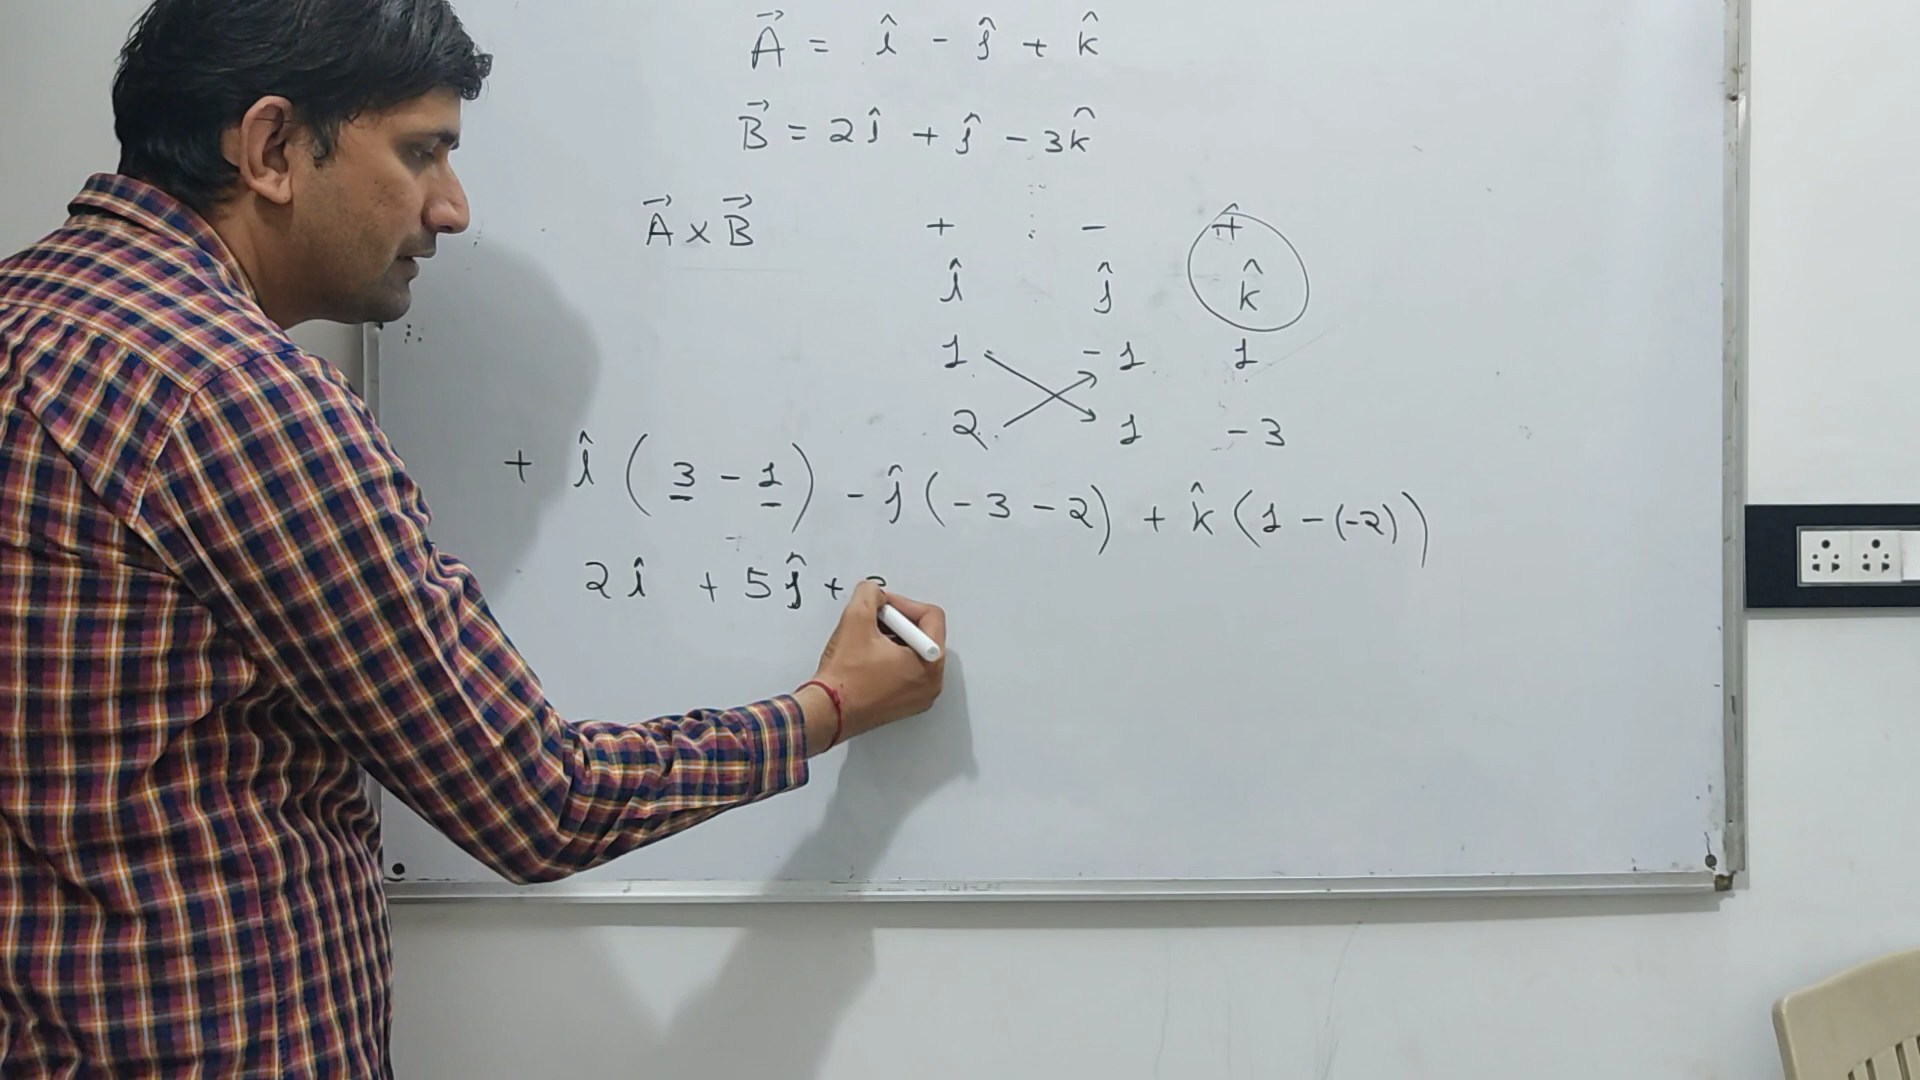 A⃗ = î - ĵ + k̂
B⃗ = 2î + ĵ - 3k̂
A⃗ × B⃗ + - +
î ĵ k̂
1 -1 1
2 1 -3
+ î ( 3 - 1 ) - ĵ ( -3 - 2 ) + k̂ ( 1 - (-2) )
2î + 5ĵ +